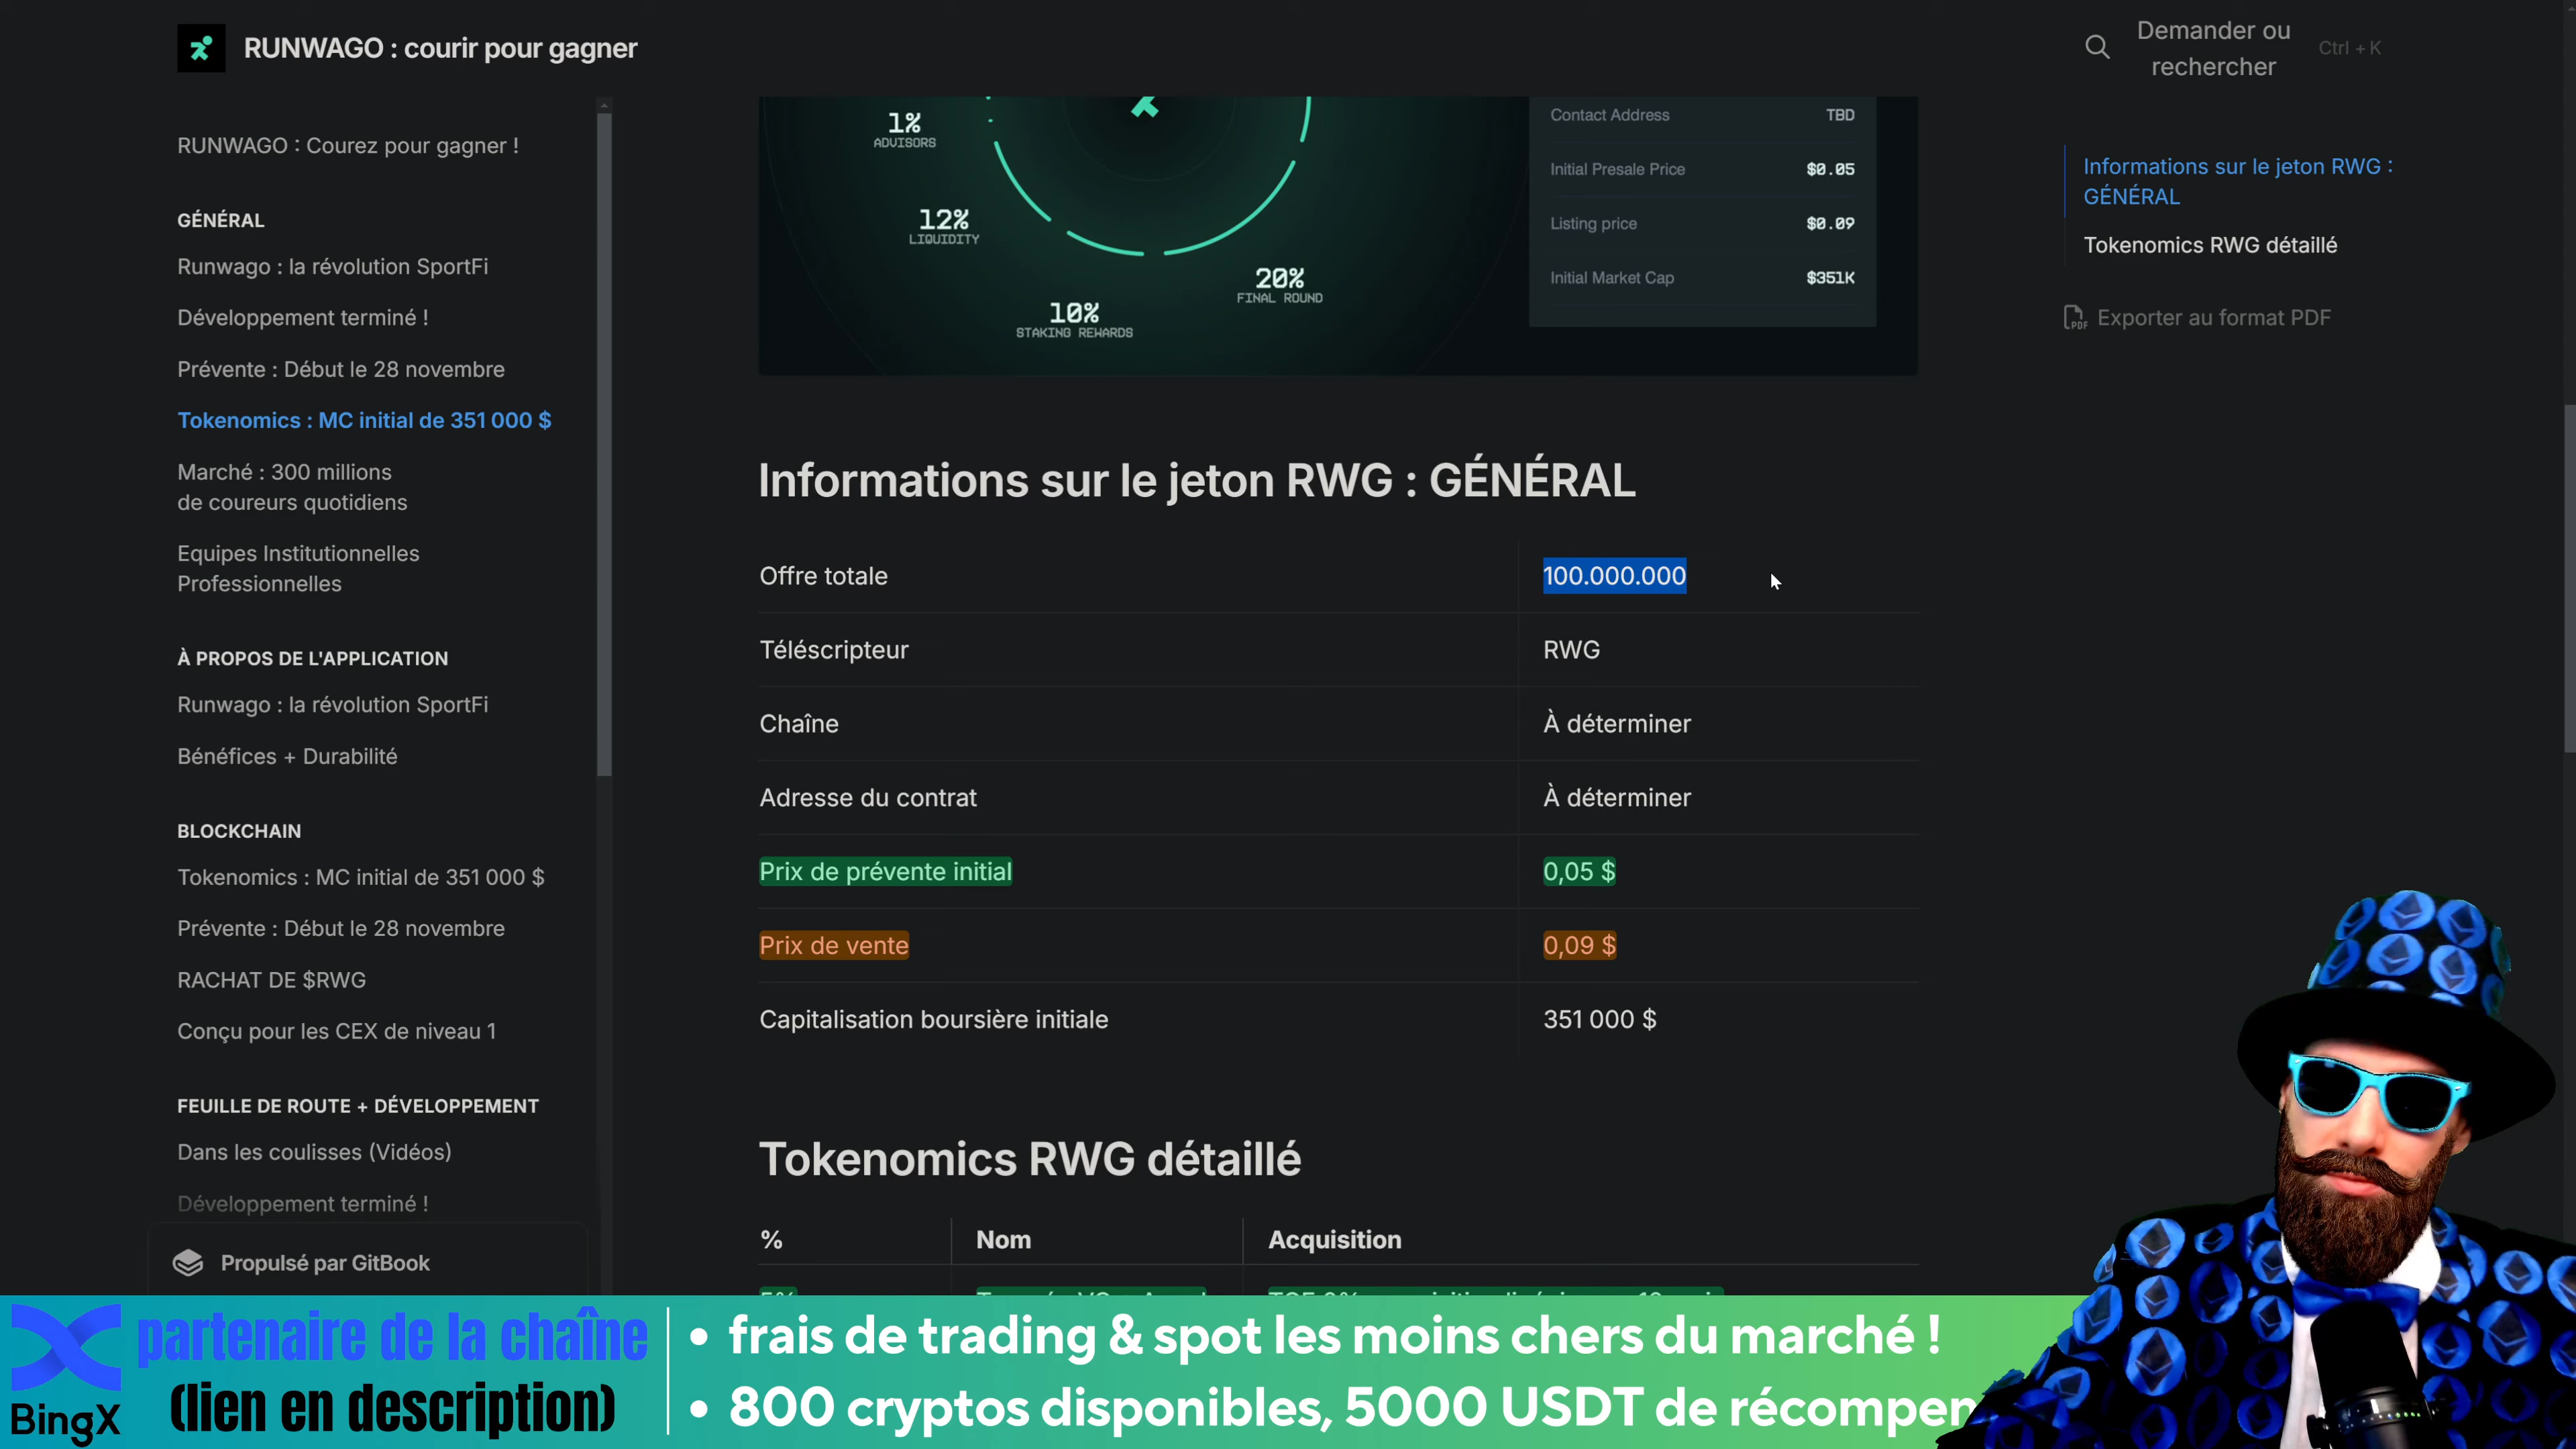 RUNWAGO : courir pour gagner
Demander ou
rechercher
Ctrl + K
RUNWAGO : Courez pour gagner !
GÉNÉRAL
Runwago : la révolution SportFi
Développement terminé !
Prévente : Début le 28 novembre
Tokenomics : MC initial de 351 000 $
Marché : 300 millions
de coureurs quotidiens
Equipes Institutionnelles
Professionnelles
À PROPOS DE L'APPLICATION
Runwago : la révolution SportFi
Bénéfices + Durabilité
BLOCKCHAIN
Tokenomics : MC initial de 351 000 $
Prévente : Début le 28 novembre
RACHAT DE $RWG
Conçu pour les CEX de niveau 1
FEUILLE DE ROUTE + DÉVELOPPEMENT
Dans les coulisses (Vidéos)
Développement terminé !
Propulsé par GitBook
1%
ADVISORS
12%
LIQUIDITY
10%
STAKING REWARDS
20%
FINAL ROUND
Contact Address TBD
Initial Presale Price $0.05
Listing price $0.09
Initial Market Cap $351K
Informations sur le jeton RWG : GÉNÉRAL
Offre totale 100.000.000
Téléscripteur RWG
Chaîne À déterminer
Adresse du contrat À déterminer
Prix de prévente initial 0,05 $
Prix de vente 0,09 $
Capitalisation boursière initiale 351 000 $
Tokenomics RWG détaillé
% Nom Acquisition
Informations sur le jeton RWG :
GÉNÉRAL
Tokenomics RWG détaillé
PDF Exporter au format PDF
BingX
partenaire de la chaîne
(lien en description)
• frais de trading & spot les moins chers du marché !
• 800 cryptos disponibles, 5000 USDT de récompen